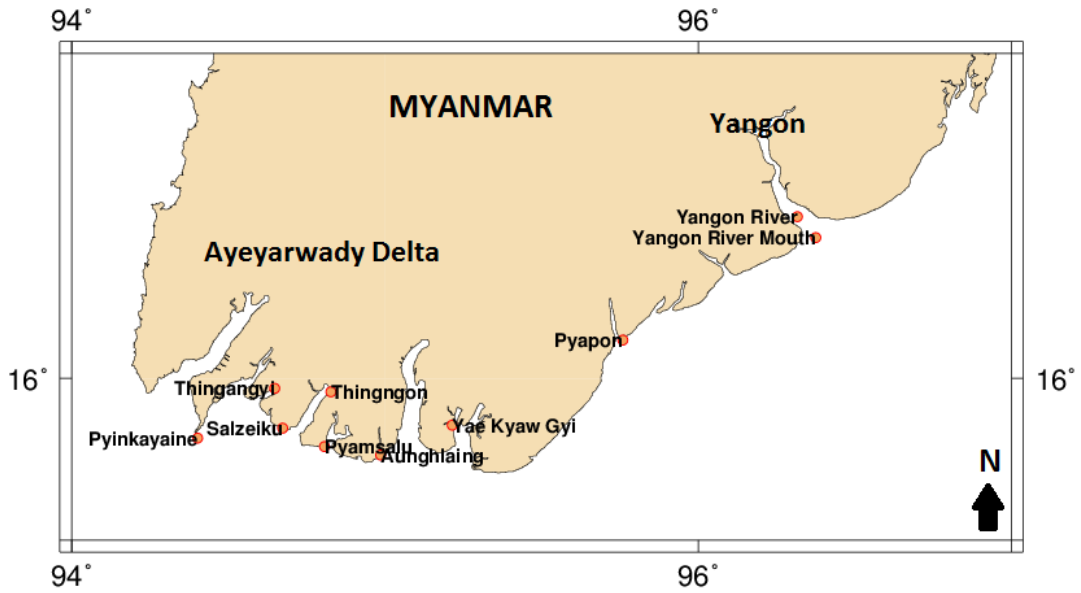 94° 96°
MYANMAR
Yangon
Yangon River
Yangon River Mouth
Ayeyarwady Delta
Pyapon
16° 16°
Thingangyi
Thingngon
Yae Kyaw Gyi
Salzeiku
Pyinkayaine
Pyamsalu
Aunghlaing
N
94° 96°